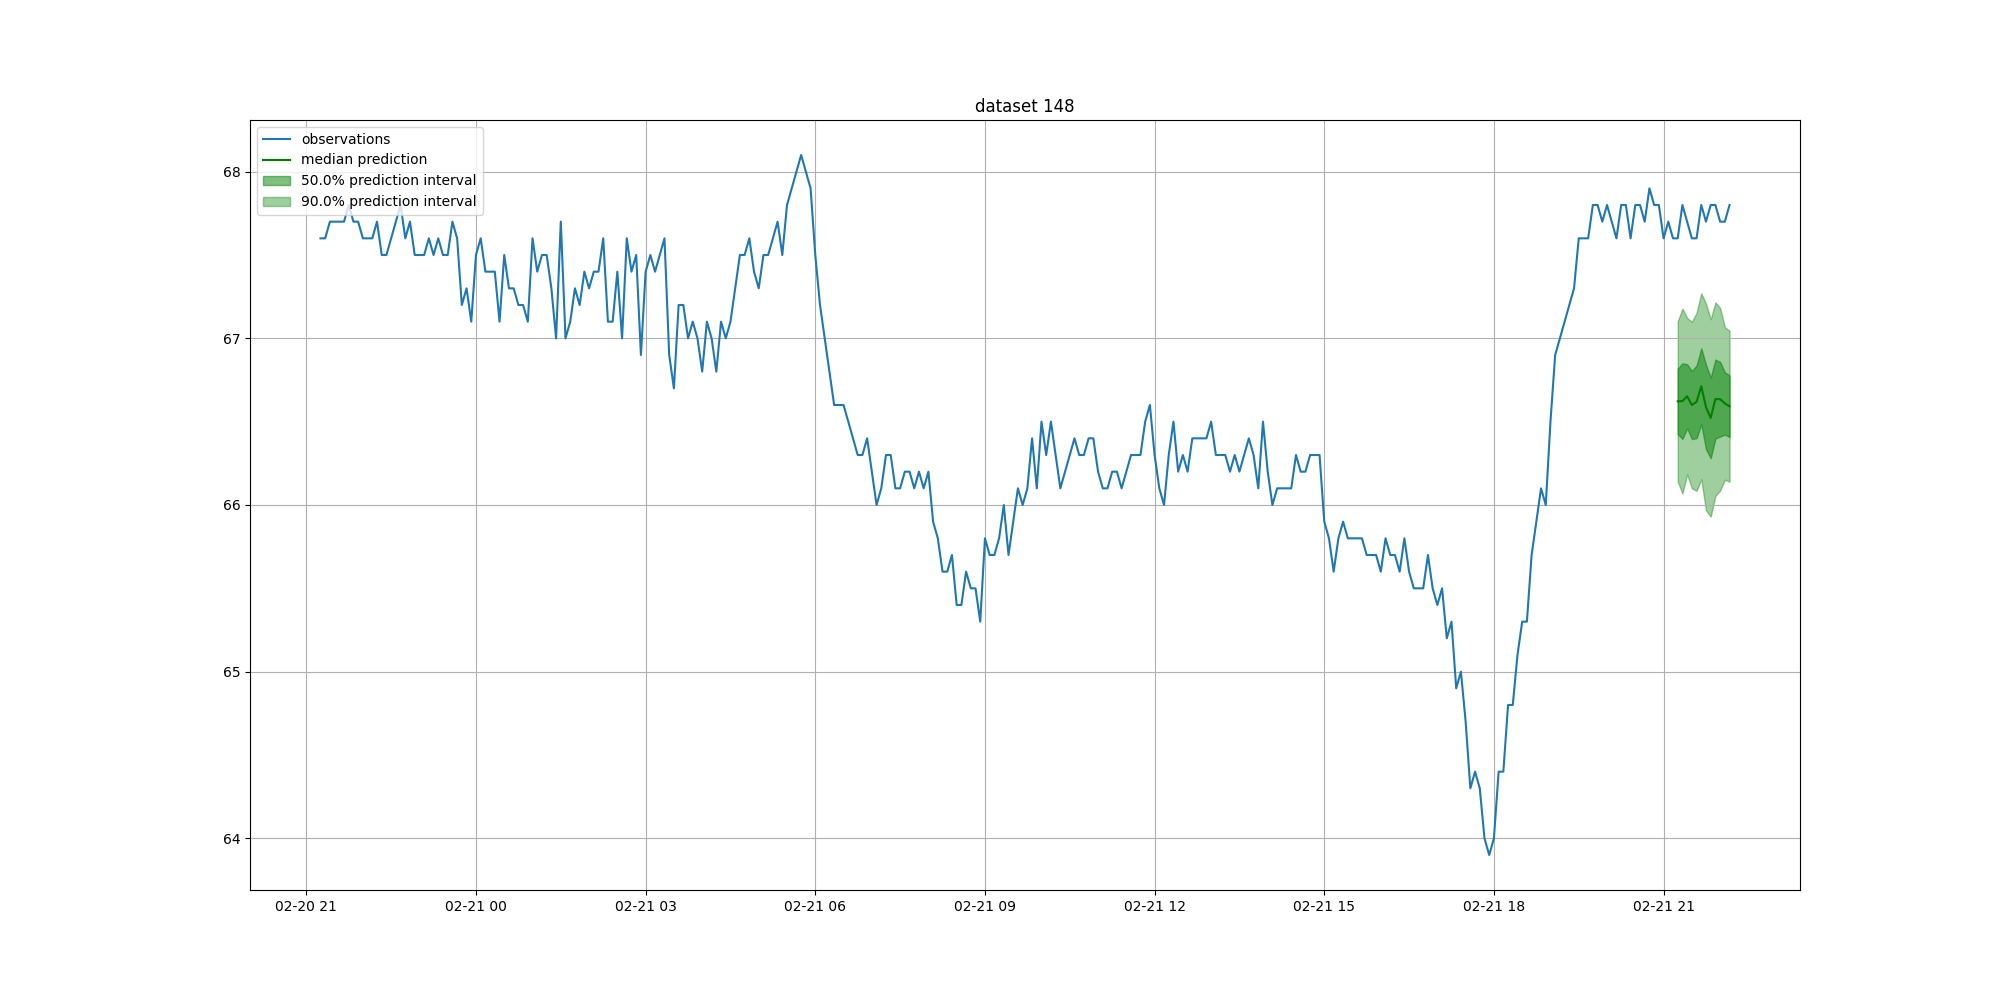 dataset 148
observations
median prediction
50.0% prediction interval
90.0% prediction interval
68
67
66
65
64
02-20 21
02-21 00
02-21 03
02-21 06
02-21 09
02-21 12
02-21 15
02-21 18
02-21 21